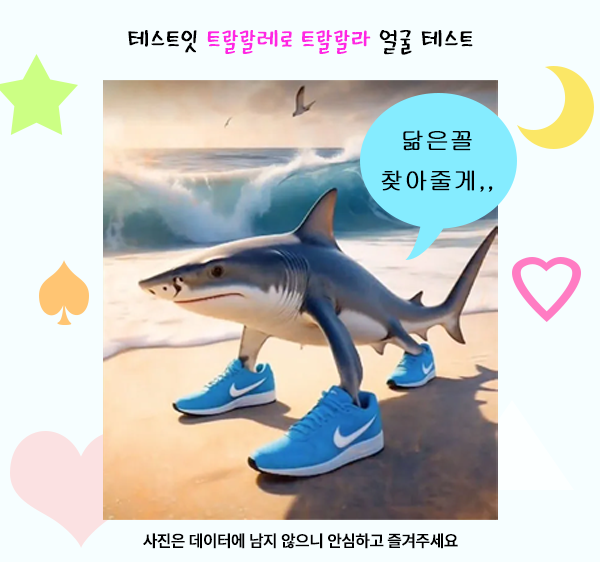 테스트잇 트랄랄레로 트랄랄라 얼굴 테스트
닮은꼴
찾아줄게,,
사진은 데이터에 남지 않으니 안심하고 즐겨주세요